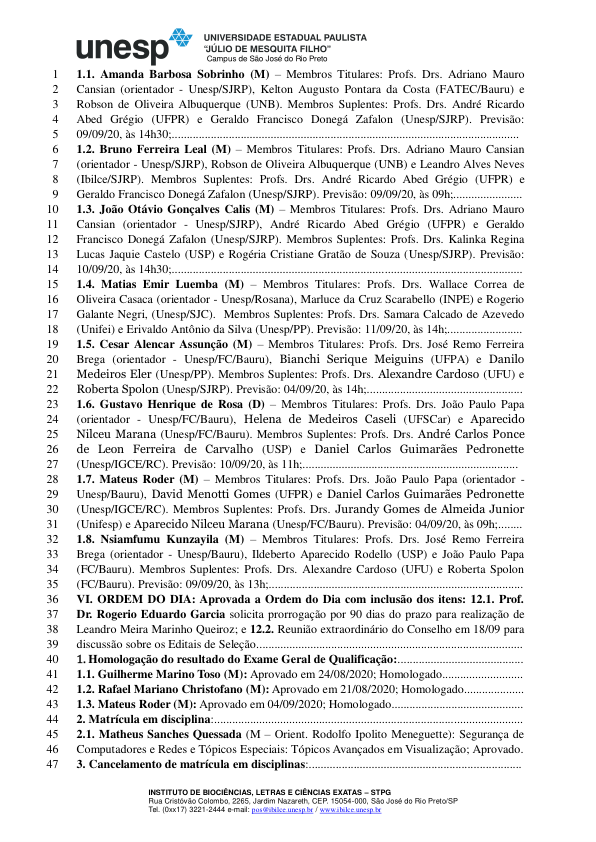 unesp
UNIVERSIDADE ESTADUAL PAULISTA
“JÚLIO DE MESQUITA FILHO”
Campus de São José do Rio Preto
1 1.1. Amanda Barbosa Sobrinho (M) – Membros Titulares: Profs. Drs. Adriano Mauro
2 Cansian (orientador - Unesp/SJRP), Kelton Augusto Pontara da Costa (FATEC/Bauru) e
3 Robson de Oliveira Albuquerque (UNB). Membros Suplentes: Profs. Drs. André Ricardo
4 Abed Grégio (UFPR) e Geraldo Francisco Donegá Zafalon (Unesp/SJRP). Previsão:
5 09/09/20, às 14h30;......................................................................................................................
6 1.2. Bruno Ferreira Leal (M) – Membros Titulares: Profs. Drs. Adriano Mauro Cansian
7 (orientador - Unesp/SJRP), Robson de Oliveira Albuquerque (UNB) e Leandro Alves Neves
8 (Ibilce/SJRP). Membros Suplentes: Profs. Drs. André Ricardo Abed Grégio (UFPR) e
9 Geraldo Francisco Donegá Zafalon (Unesp/SJRP). Previsão: 09/09/20, às 09h;.......................
10 1.3. João Otávio Gonçalves Calis (M) – Membros Titulares: Profs. Drs. Adriano Mauro
11 Cansian (orientador - Unesp/SJRP), André Ricardo Abed Grégio (UFPR) e Geraldo
12 Francisco Donegá Zafalon (Unesp/SJRP). Membros Suplentes: Profs. Drs. Kalinka Regina
13 Lucas Jaquie Castelo (USP) e Rogéria Cristiane Gratão de Souza (Unesp/SJRP). Previsão:
14 10/09/20, às 14h30;......................................................................................................................
15 1.4. Matias Emir Luemba (M) – Membros Titulares: Profs. Drs. Wallace Correa de
16 Oliveira Casaca (orientador - Unesp/Rosana), Marluce da Cruz Scarabello (INPE) e Rogerio
17 Galante Negri, (Unesp/SJC). Membros Suplentes: Profs. Drs. Samara Calcado de Azevedo
18 (Unifei) e Erivaldo Antônio da Silva (Unesp/PP). Previsão: 11/09/20, às 14h;.........................
19 1.5. Cesar Alencar Assunção (M) – Membros Titulares: Profs. Drs. José Remo Ferreira
20 Brega (orientador - Unesp/FC/Bauru), Bianchi Serique Meiguins (UFPA) e Danilo
21 Medeiros Eler (Unesp/PP). Membros Suplentes: Profs. Drs. Alexandre Cardoso (UFU) e
22 Roberta Spolon (Unesp/SJRP). Previsão: 04/09/20, às 14h;.....................................................
23 1.6. Gustavo Henrique de Rosa (D) – Membros Titulares: Profs. Drs. João Paulo Papa
24 (orientador - Unesp/FC/Bauru), Helena de Medeiros Caseli (UFSCar) e Aparecido
25 Nilceu Marana (Unesp/FC/Bauru). Membros Suplentes: Profs. Drs. André Carlos Ponce
26 de Leon Ferreira de Carvalho (USP) e Daniel Carlos Guimarães Pedronette
27 (Unesp/IGCE/RC). Previsão: 10/09/20, às 11h;.........................................................................
28 1.7. Mateus Roder (M) – Membros Titulares: Profs. Drs. João Paulo Papa (orientador -
29 Unesp/Bauru), David Menotti Gomes (UFPR) e Daniel Carlos Guimarães Pedronette
30 (Unesp/IGCE/RC). Membros Suplentes: Profs. Drs. Jurandy Gomes de Almeida Junior
31 (Unifesp) e Aparecido Nilceu Marana (Unesp/FC/Bauru). Previsão: 04/09/20, às 09h;........
32 1.8. Nsiamfumu Kunzayila (M) – Membros Titulares: Profs. Drs. José Remo Ferreira
33 Brega (orientador - Unesp/Bauru), Ildeberto Aparecido Rodello (USP) e João Paulo Papa
34 (FC/Bauru). Membros Suplentes: Profs. Drs. Alexandre Cardoso (UFU) e Roberta Spolon
35 (FC/Bauru). Previsão: 09/09/20, às 13h;......................................................................................
36 VI. ORDEM DO DIA: Aprovada a Ordem do Dia com inclusão dos itens: 12.1. Prof.
37 Dr. Rogerio Eduardo Garcia solicita prorrogação por 90 dias do prazo para realização de
38 Leandro Meira Marinho Queiroz; e 12.2. Reunião extraordinário do Conselho em 18/09 para
39 discussão sobre os Editais de Seleção..........................................................................................
40 1. Homologação do resultado do Exame Geral de Qualificação:..........................................
41 1.1. Guilherme Marino Toso (M): Aprovado em 24/08/2020; Homologado...........................
42 1.2. Rafael Mariano Christofano (M): Aprovado em 21/08/2020; Homologado....................
43 1.3. Mateus Roder (M): Aprovado em 04/09/2020; Homologado............................................
44 2. Matrícula em disciplina:........................................................................................................
45 2.1. Matheus Sanches Quessada (M – Orient. Rodolfo Ipolito Meneguette): Segurança de
46 Computadores e Redes e Tópicos Especiais: Tópicos Avançados em Visualização; Aprovado.
47 3. Cancelamento de matrícula em disciplinas:........................................................................
INSTITUTO DE BIOCIÊNCIAS, LETRAS E CIÊNCIAS EXATAS – STPG
Rua Cristóvão Colombo, 2265, Jardim Nazareth, CEP. 15054-000, São José do Rio Preto/SP
Tel. (0xx17) 3221-2444 e-mail: pos@ibilce.unesp.br / www.ibilce.unesp.br